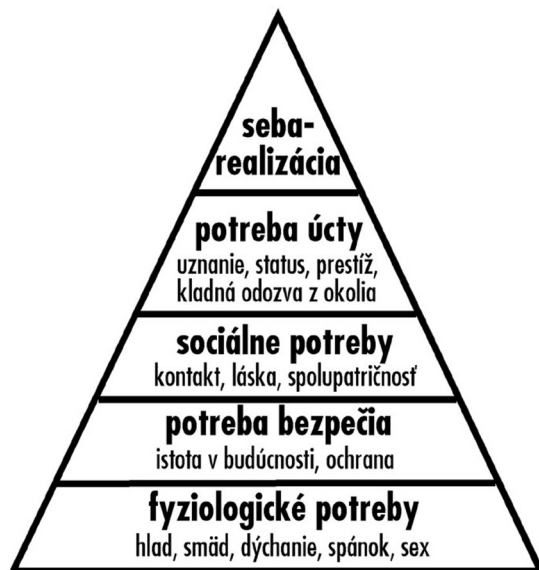 seba-
realizácia
potreba úcty
uznanie, status, prestíž,
kladná odozva z okolia
sociálne potreby
kontakt, láska, spolupatričnosť
potreba bezpečia
istota v budúcnosti, ochrana
fyziologické potreby
hlad, smäd, dýchanie, spánok, sex